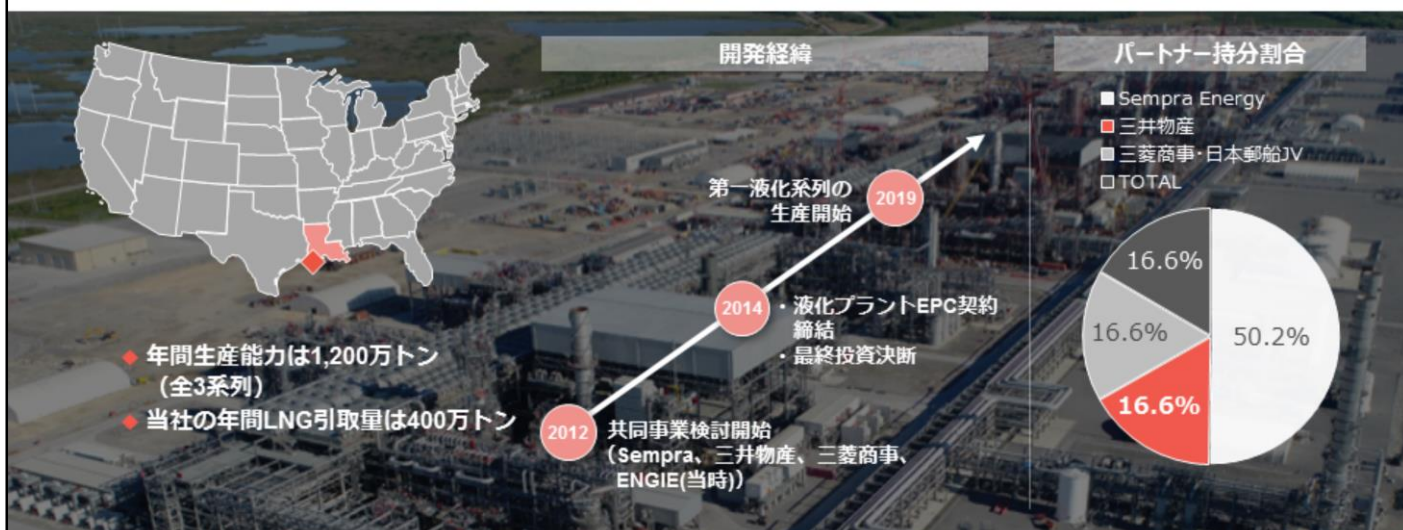 開発経緯
パートナー持分割合
■ Sempra Energy
■ 三井物産
■ 三菱商事・日本郵船JV
□ TOTAL
第一液化系列の
生産開始
2019
2014
・液化プラントEPC契約
締結
・最終投資決断
2012
共同事業検討開始
（Sempra、三井物産、三菱商事、
ENGIE(当時)）
◆ 年間生産能力は1,200万トン
（全3系列）
◆ 当社の年間LNG引取量は400万トン
16.6%
16.6%
50.2%
16.6%